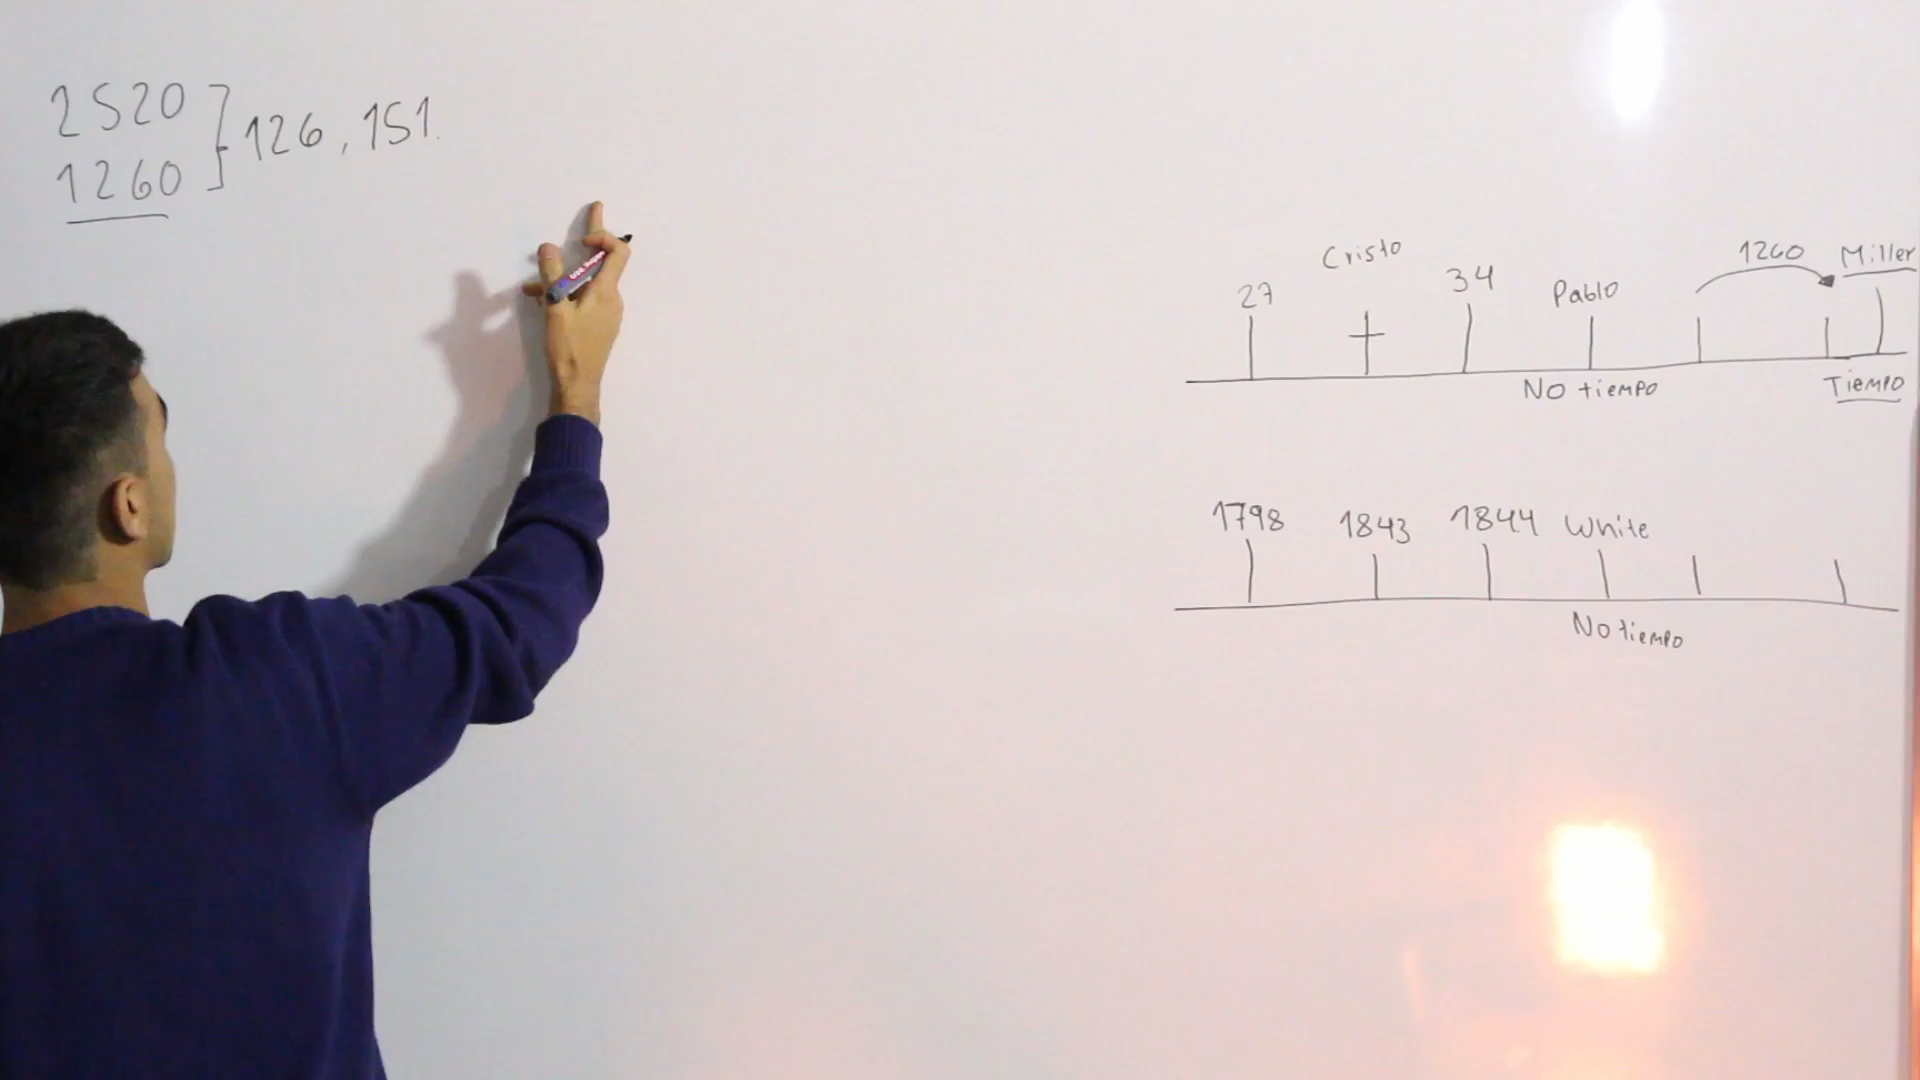 2520
1260
126, 151.
27 Cristo 34 Pablo 1260 Miller
No tiempo Tiempo
1798 1843 1844 White
No tiempo